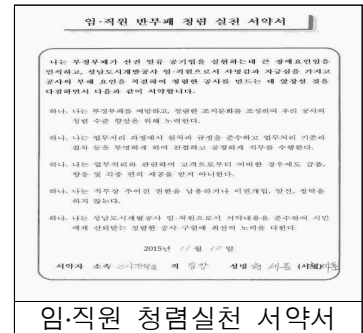 임·직원 반부패 청렴 실천 서약서
나는 부정부패가 선진 일류 공기업을 실현하는데 큰 장애요인임을
인식하고, 성남도시개발공사 임·직원으로서 사명감과 자긍심을 가지고
공사의 부패 요인을 척결하여 청렴한 공사를 만드는 데 앞장설 것을
다짐하면서 다음과 같이 서약합니다.
하나. 나는 부정부패를 예방하고, 청렴한 조직문화를 조성하여 우리 공사의
청렴 수준 향상을 위해 노력한다.
하나. 나는 업무처리 과정에서 원칙과 규정을 준수하고 업무처리 기준과
절차 등을 투명하게 하여 친절하고 공정하게 직무를 수행한다.
하나. 나는 업무처리와 관련하여 고객으로부터 어떠한 경우에도 금품,
향응 및 각종 편의 제공을 받지 아니한다.
하나. 나는 직무상 주어진 권한을 남용하거나 이권개입, 알선, 청탁을
하지 않는다.
하나. 나는 성남도시개발공사 임·직원으로서 서약내용을 준수하여 시민
에게 신뢰받는 청렴한 공사 구현에 최선의 노력을 다한다.
2015년 11월 10일
서약자 소속 직 성명 (서명)
임·직원 청렴실천 서약서